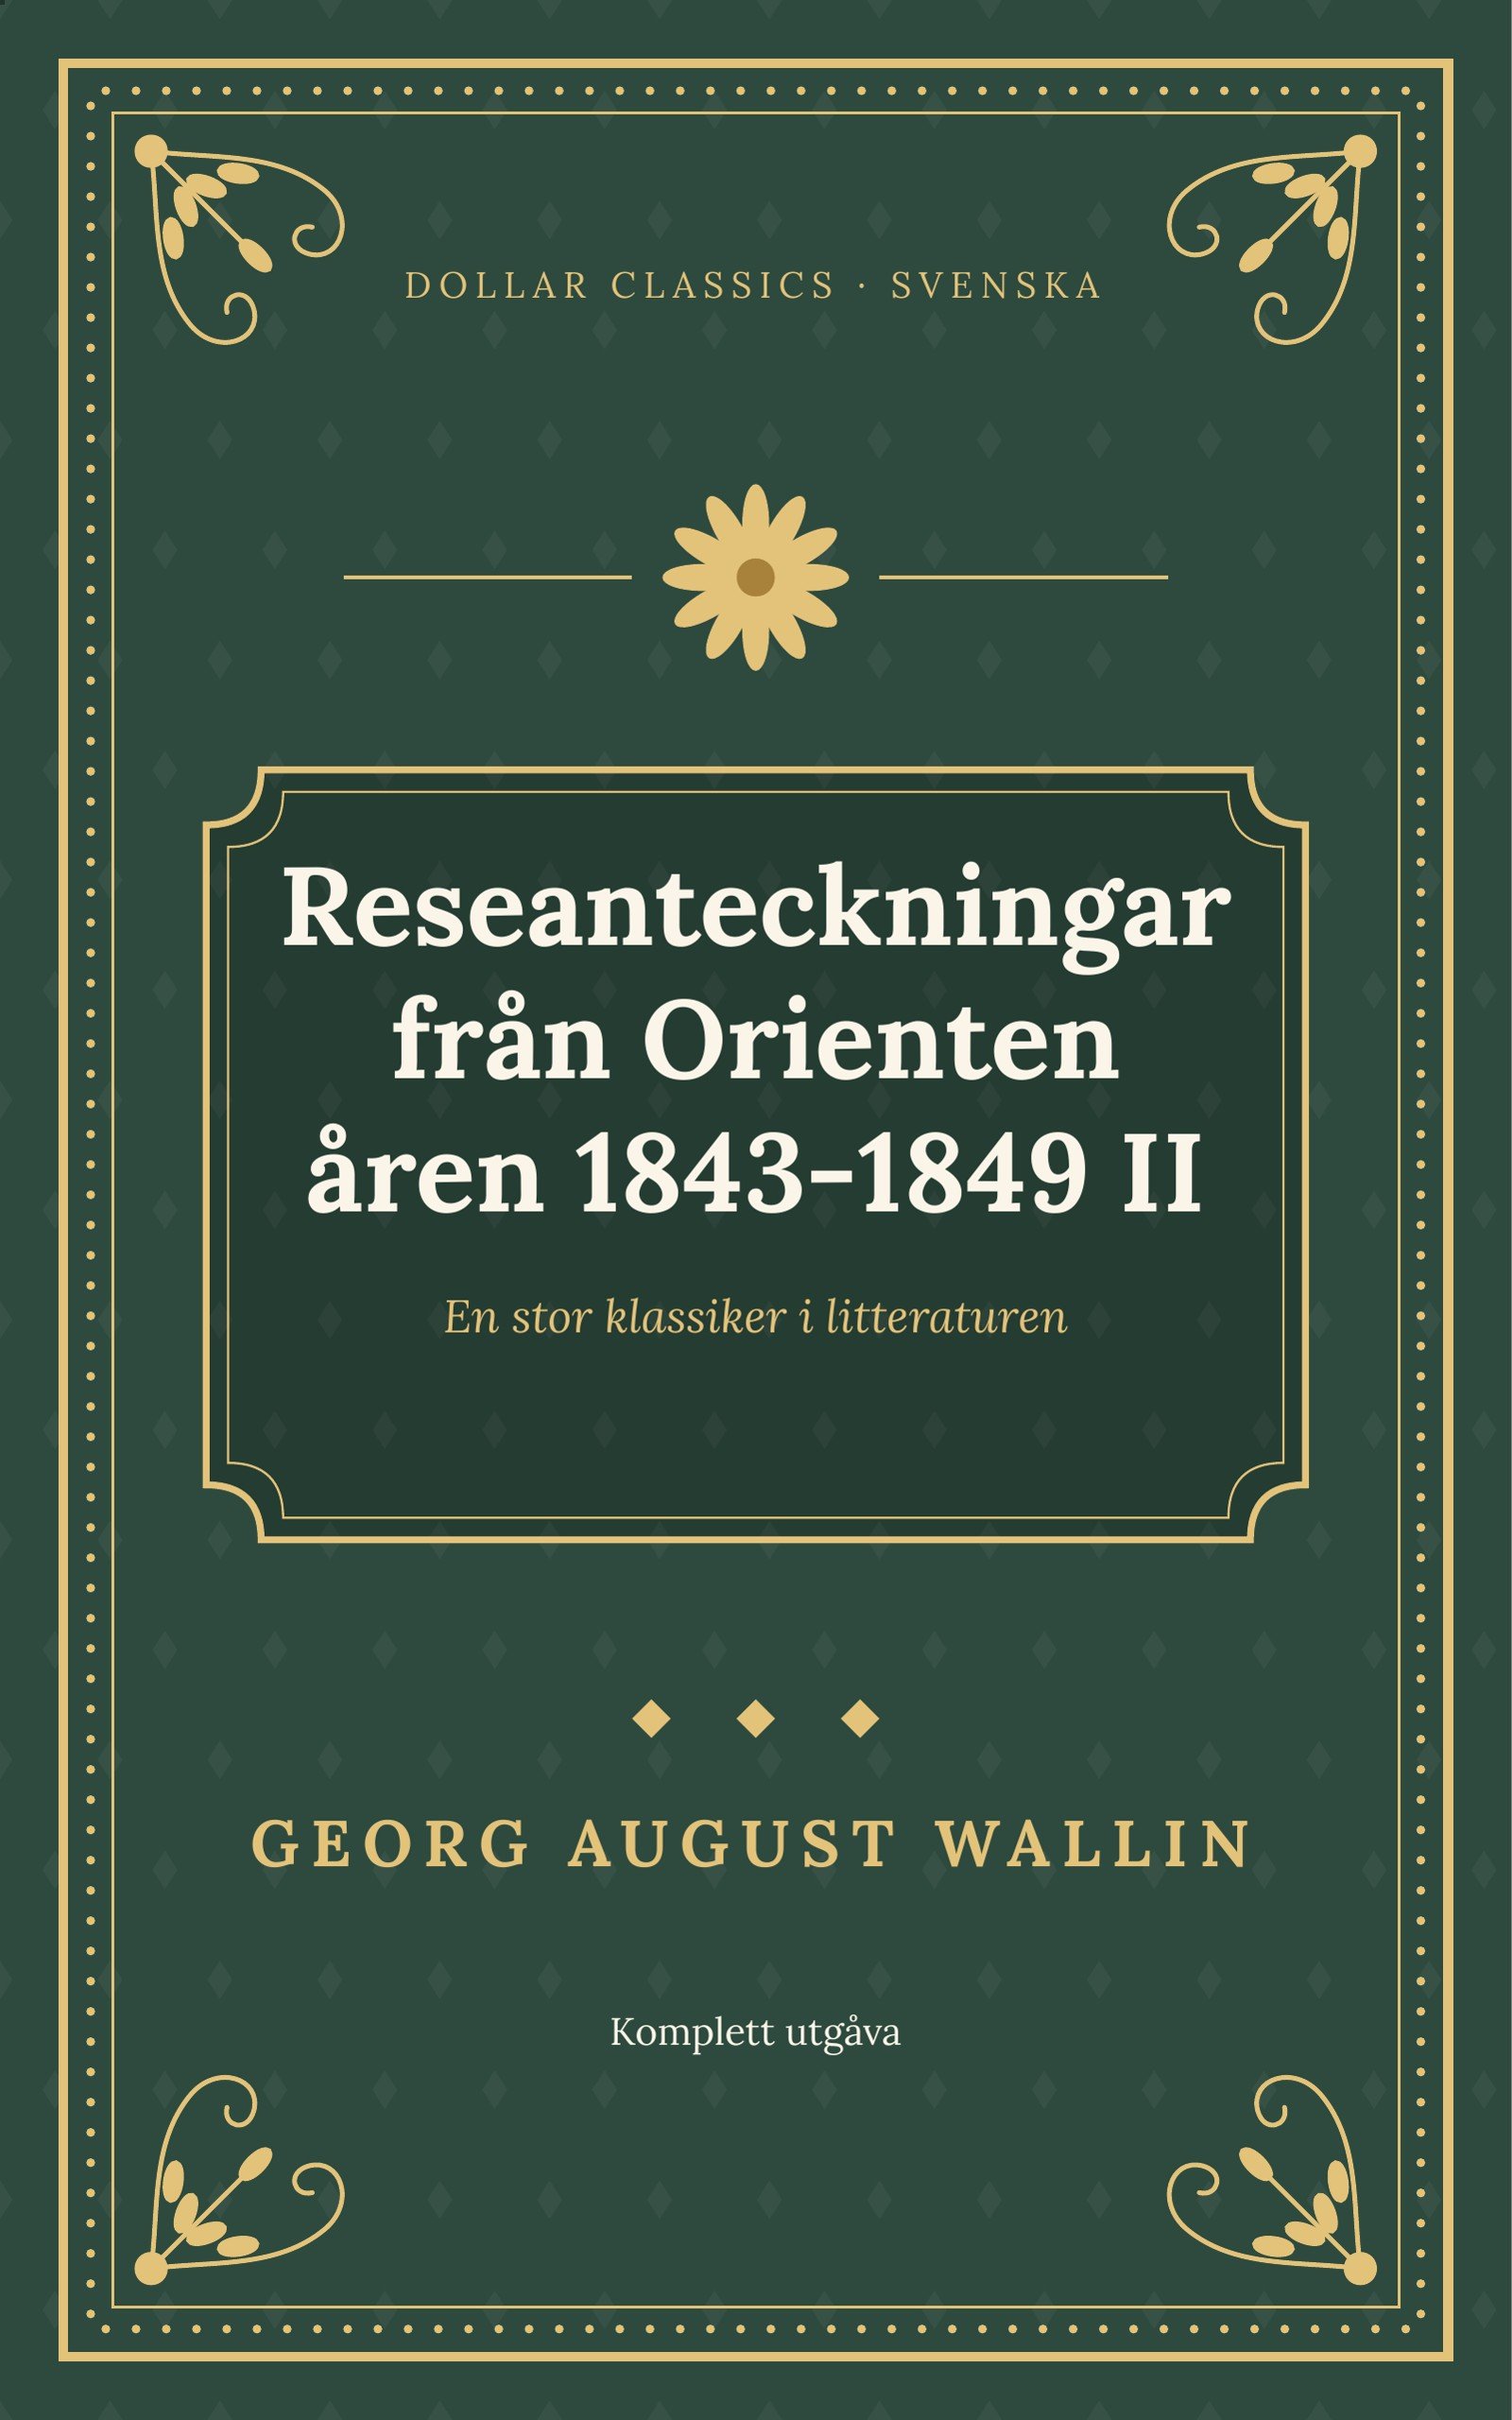 DOLLAR CLASSICS · SVENSKA
Reseanteckningar
från Orienten
åren 1843–1849 II
En stor klassiker i litteraturen
GEORG AUGUST WALLIN
Komplett utgåva